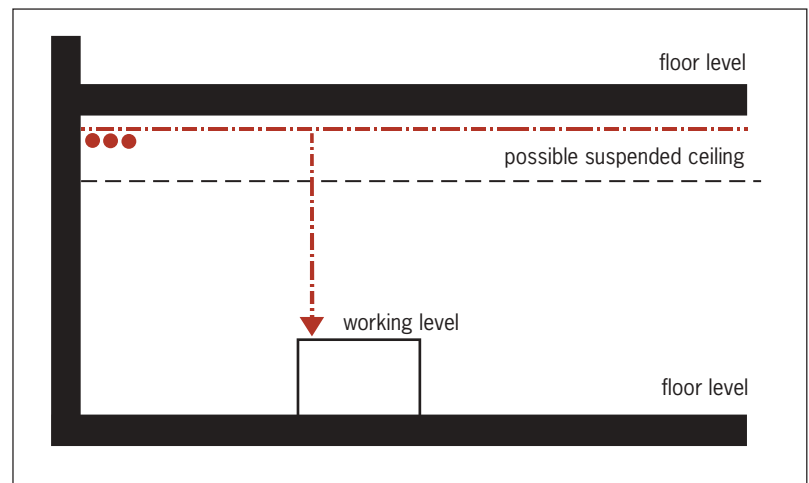 floor level
possible suspended ceiling
working level
floor level